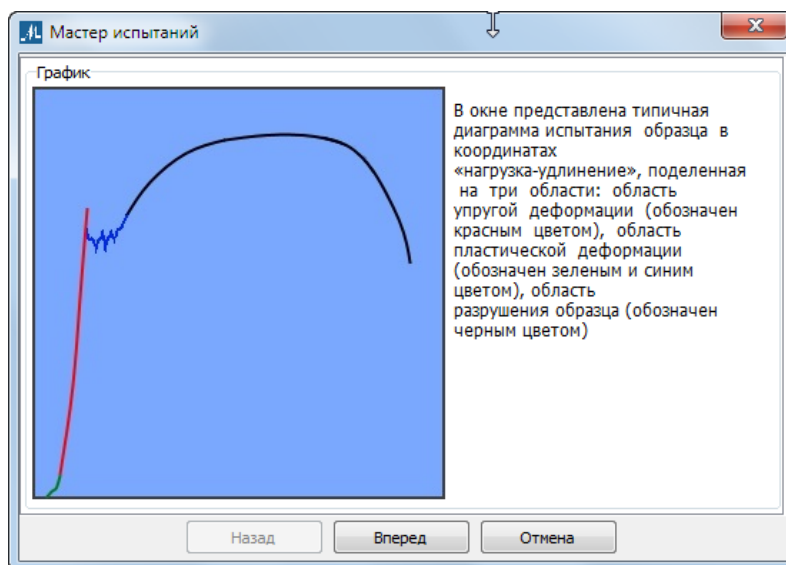 Мастер испытаний
График
В окне представлена типичная
диаграмма испытания образца в
координатах
«нагрузка-удлинение», поделенная
на три области: область
упругой деформации (обозначен
красным цветом), область
пластической деформации
(обозначен зеленым и синим
цветом), область
разрушения образца (обозначен
черным цветом)
Назад
Вперед
Отмена